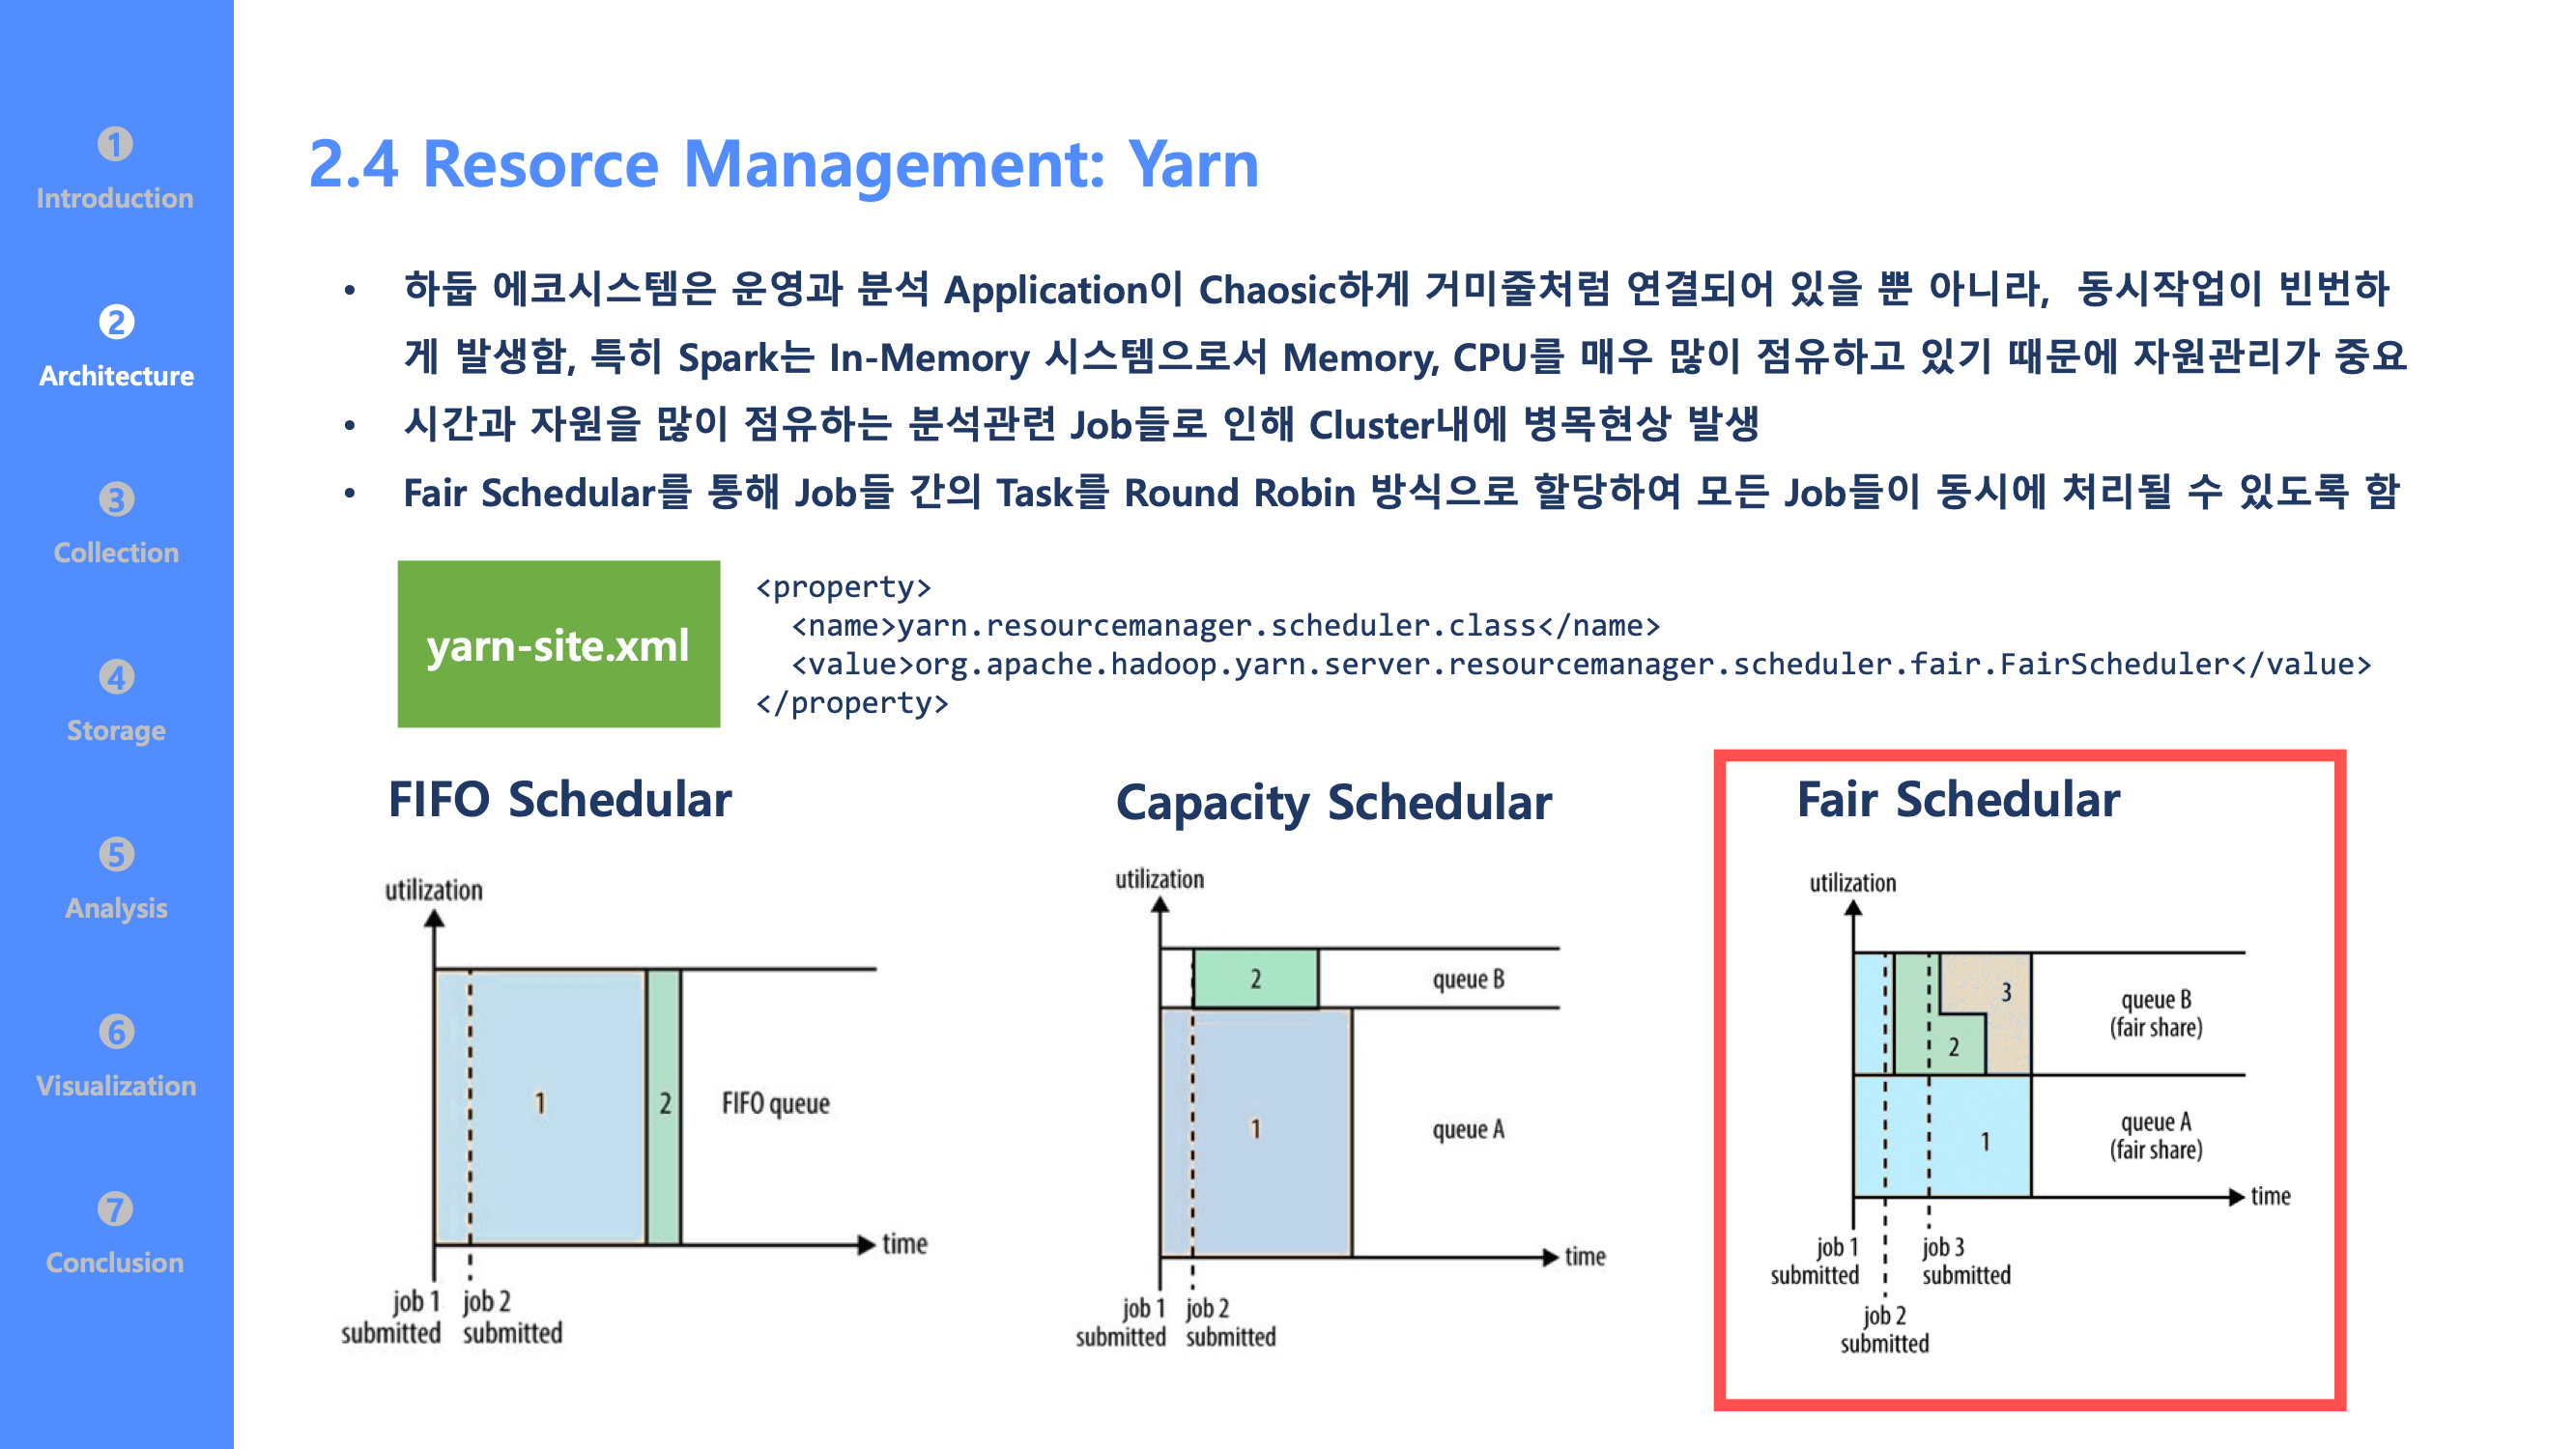 1
Introduction
2
Architecture
3
Collection
4
Storage
5
Analysis
6
Visualization
7
Conclusion
2.4 Resorce Management: Yarn
• 하둡 에코시스템은 운영과 분석 Application이 Chaosic하게 거미줄처럼 연결되어 있을 뿐 아니라, 동시작업이 빈번하
게 발생함, 특히 Spark는 In-Memory 시스템으로서 Memory, CPU를 매우 많이 점유하고 있기 때문에 자원관리가 중요
• 시간과 자원을 많이 점유하는 분석관련 Job들로 인해 Cluster내에 병목현상 발생
• Fair Schedular를 통해 Job들 간의 Task를 Round Robin 방식으로 할당하여 모든 Job들이 동시에 처리될 수 있도록 함
yarn-site.xml
<property>
<name>yarn.resourcemanager.scheduler.class</name>
<value>org.apache.hadoop.yarn.server.resourcemanager.scheduler.fair.FairScheduler</value>
</property>
FIFO Schedular
utilization
1
2
FIFO queue
time
job 1
submitted
job 2
submitted
Capacity Schedular
utilization
2
queue B
1
queue A
time
job 1
submitted
job 2
submitted
Fair Schedular
utilization
3
queue B
(fair share)
2
queue A
(fair share)
1
time
job 1
submitted
job 3
submitted
job 2
submitted